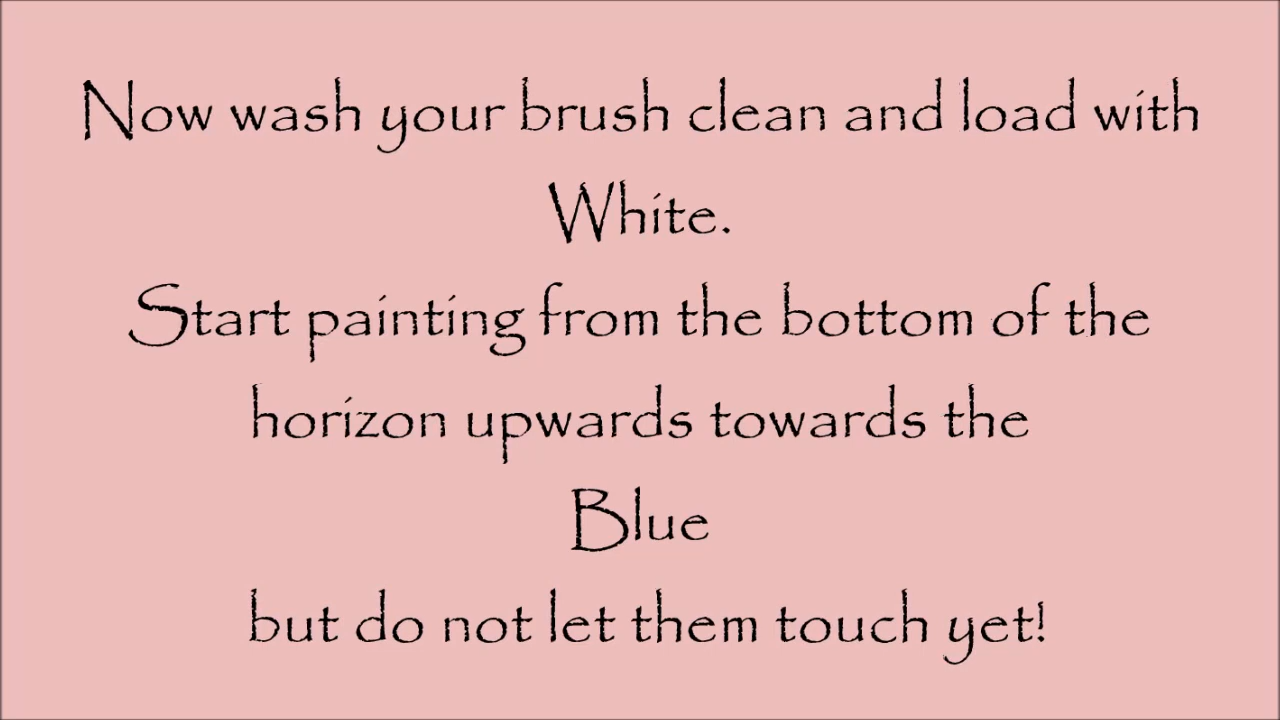 Now wash your brush clean and load with
White.
Start painting from the bottom of the
horizon upwards towards the
Blue
but do not let them touch yet!